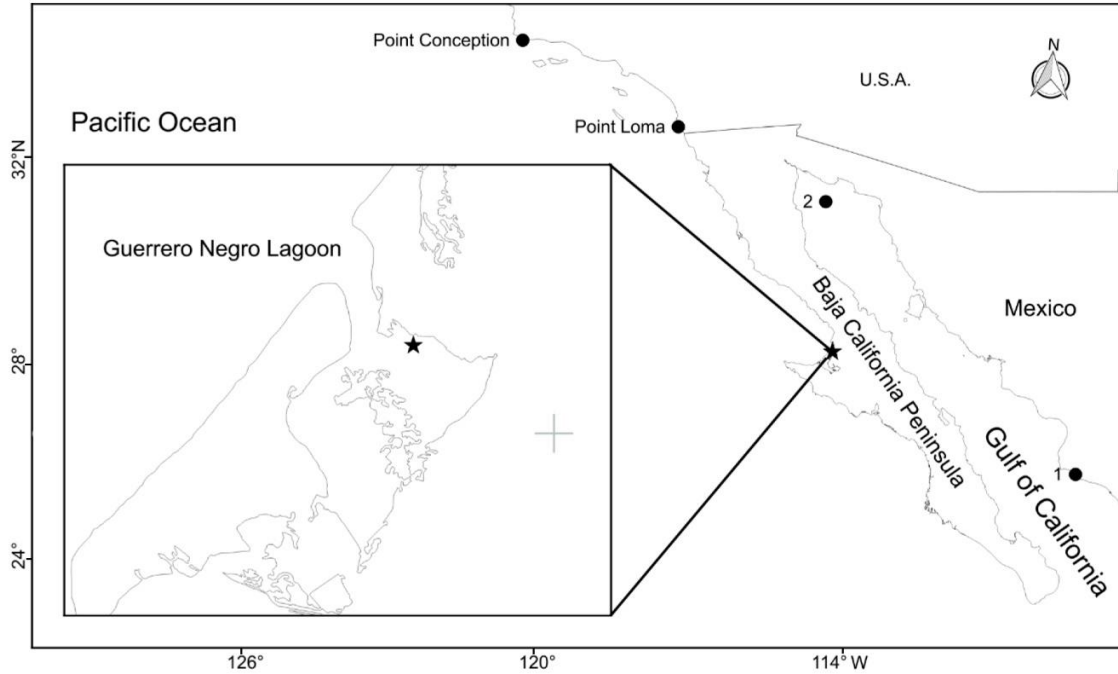 Point Conception
N
U.S.A.
Pacific Ocean
Point Loma
32°N
2
Guerrero Negro Lagoon
Baja California Peninsula
Mexico
28°
Gulf of California
1
24°
126°
120°
114° W